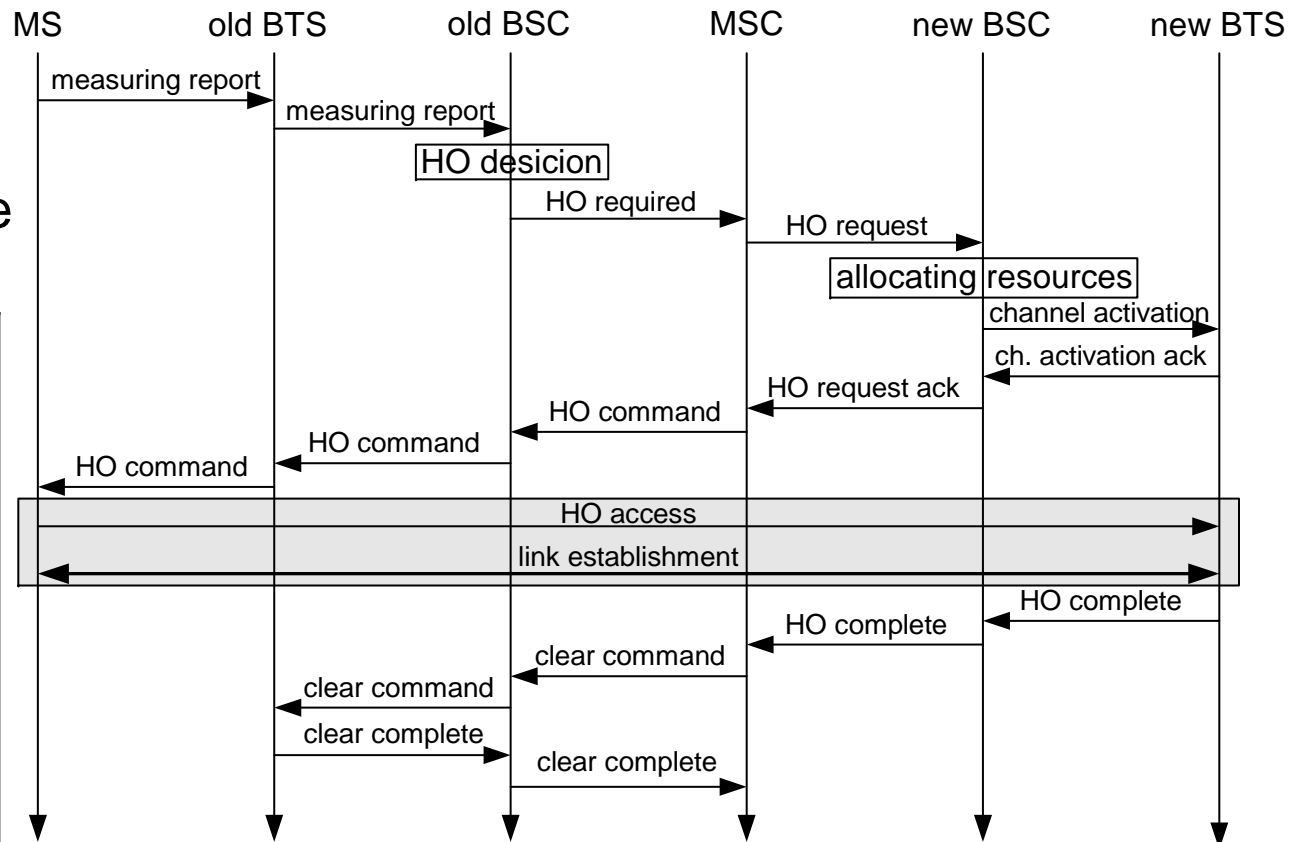 MS old BTS old BSC MSC new BSC new BTS
measuring report
measuring report
HO desicion
e
HO required
HO request
allocating resources
channel activation
ch. activation ack
HO request ack
HO command
HO command
HO command
HO access
link establishment
HO complete
HO complete
clear command
clear command
clear complete
clear complete